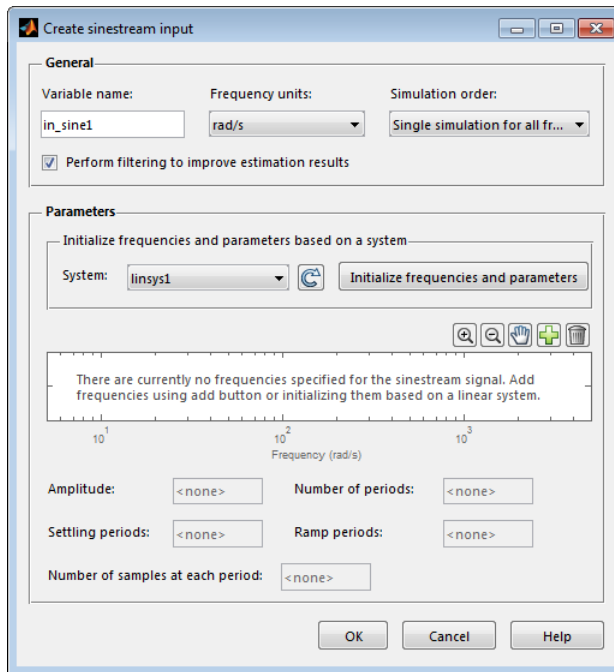 Create sinestream input
General
Variable name: Frequency units: Simulation order:
in_sine1 rad/s Single simulation for all fr...
Perform filtering to improve estimation results
Parameters
Initialize frequencies and parameters based on a system
System: linsys1 Initialize frequencies and parameters
There are currently no frequencies specified for the sinestream signal. Add
frequencies using add button or initializing them based on a linear system.
10^1 10^2 10^3
Frequency (rad/s)
Amplitude: <none> Number of periods: <none>
Settling periods: <none> Ramp periods: <none>
Number of samples at each period: <none>
OK Cancel Help